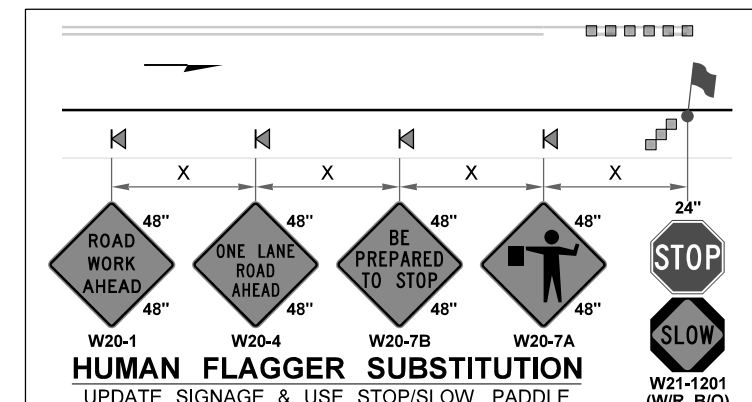 X X X X
48" 48" 48" 48" 24"
ROAD
WORK
AHEAD
ONE LANE
ROAD
AHEAD
BE
PREPARED
TO STOP
STOP
48" 48" 48" 48"
SLOW
W20-1 W20-4 W20-7B W20-7A
W21-1201
(W/R, B/O)
HUMAN FLAGGER SUBSTITUTION
UPDATE SIGNAGE & USE STOP/SLOW PADDLE